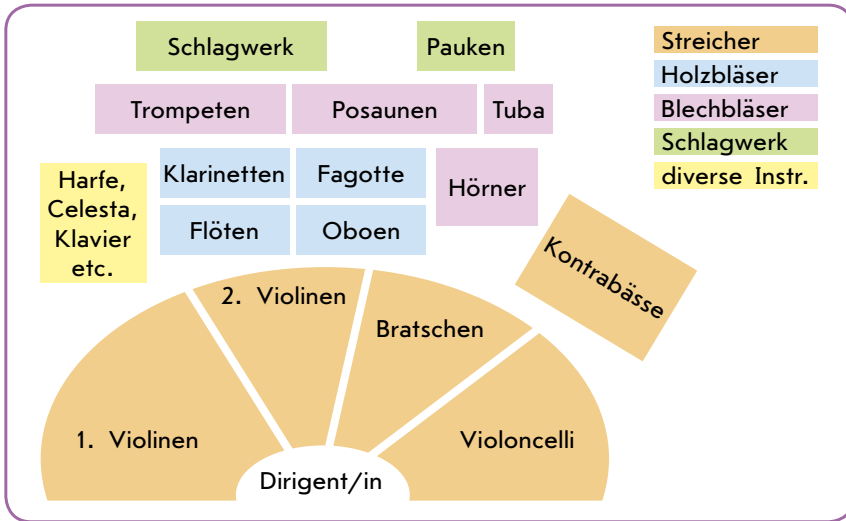 Schlagwerk
Pauken
Trompeten
Posaunen
Tuba
Klarinetten
Fagotte
Hörner
Flöten
Oboen
Harfe,
Celesta,
Klavier
etc.
Kontrabässe
1. Violinen
2. Violinen
Bratschen
Violoncelli
Dirigent/in
Streicher
Holzbläser
Blechbläser
Schlagwerk
diverse Instr.